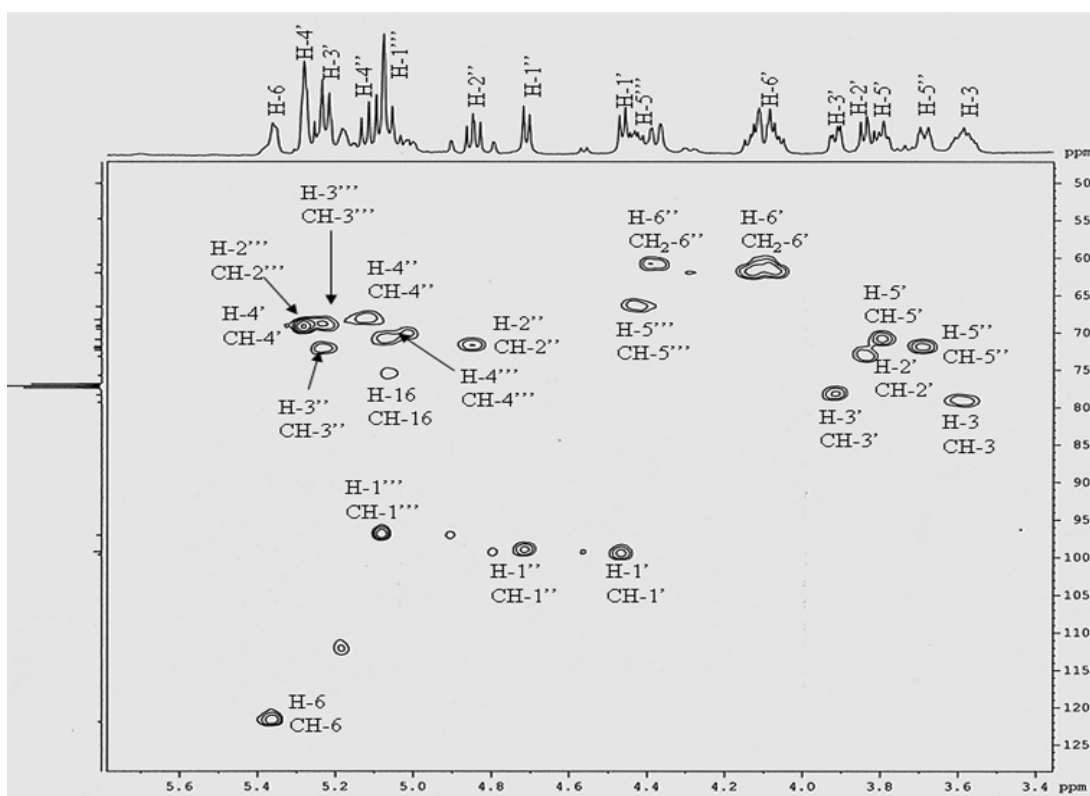 H-6
H-4'
H-3'
H-4''
H-1'''
H-2''
H-1''
H-1'
H-5'''
H-6'
H-3'
H-2'
H-5'
H-5''
H-3
ppm
H-3'''
CH-3'''
H-2'''
CH-2'''
H-4'
CH-4'
H-4''
CH-4''
H-6''
CH₂-6''
H-6'
CH₂-6'
H-5'''
CH-5'''
H-5'
CH-5'
H-5''
CH-5''
H-2''
CH-2''
H-2'
CH-2'
H-4'''
CH-4'''
H-3''
CH-3''
H-16
CH-16
H-3'
CH-3'
H-3
CH-3
H-1'''
CH-1'''
H-1''
CH-1''
H-1'
CH-1'
H-6
CH-6
50
55
60
65
70
75
80
85
90
95
100
105
110
115
120
125
5.6 5.4 5.2 5.0 4.8 4.6 4.4 4.2 4.0 3.8 3.6 3.4 ppm